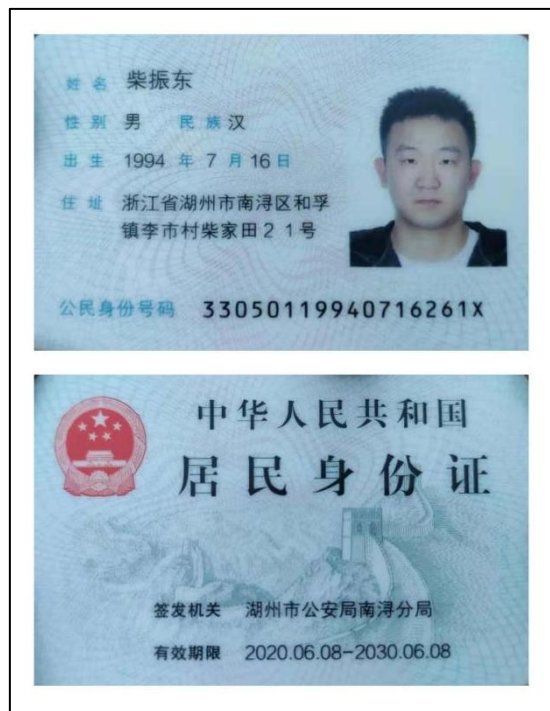 姓名 柴振东
性别 男 民族 汉
出生 1994 年 7 月 16 日
住址 浙江省湖州市南浔区和孚
镇李市村柴家田21号
公民身份号码 33050119940716261X
中华人民共和国
居民身份证
签发机关 湖州市公安局南浔分局
有效期限 2020.06.08-2030.06.08